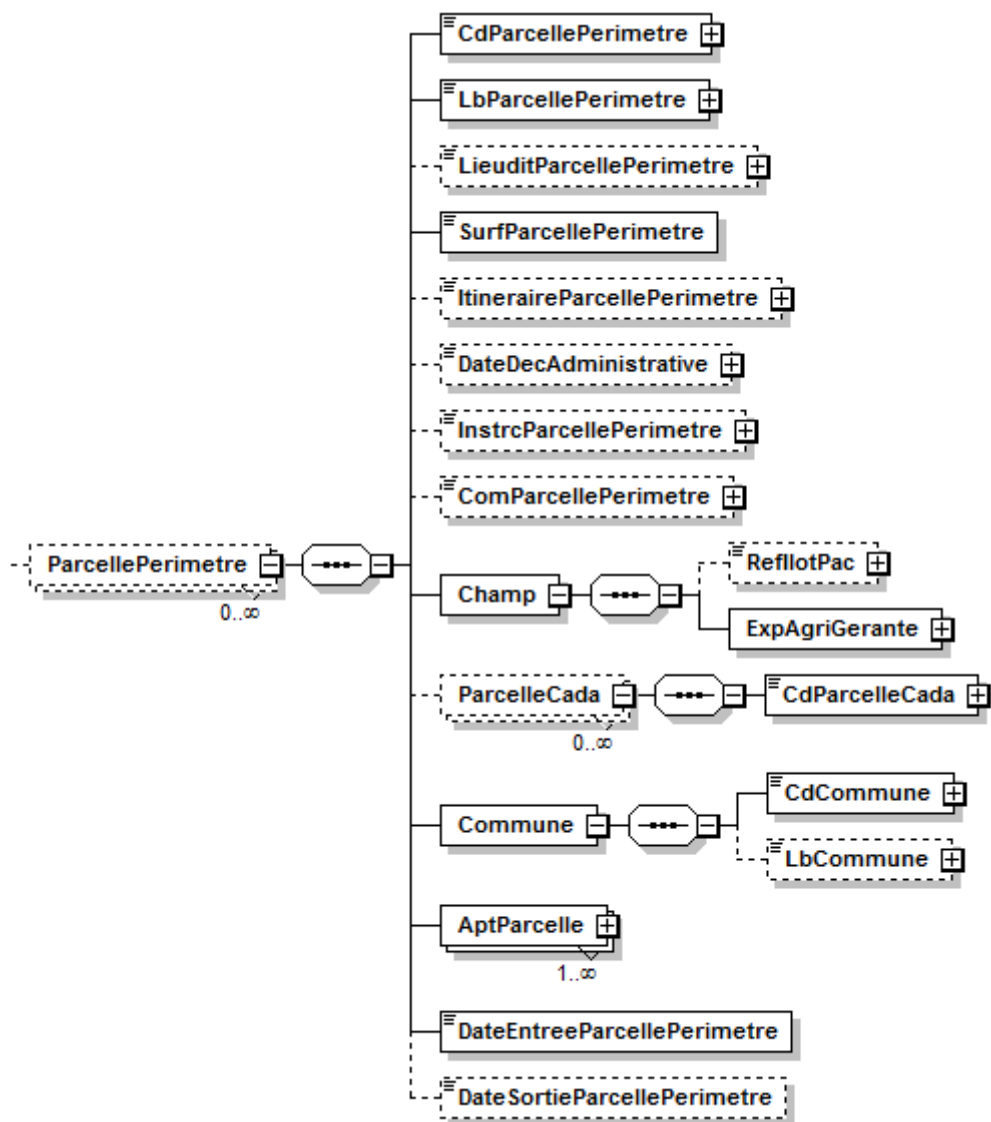 CdParcellePerimetre
LbParcellePerimetre
LieuditParcellePerimetre
SurfParcellePerimetre
ItineraireParcellePerimetre
DateDecAdministrative
InstrcParcellePerimetre
ComParcellePerimetre
ParcellePerimetre
0..∞
Champ
RefIlotPac
ExpAgriGerante
ParcelleCada
0..∞
CdParcelleCada
Commune
CdCommune
LbCommune
AptParcelle
1..∞
DateEntreeParcellePerimetre
DateSortieParcellePerimetre